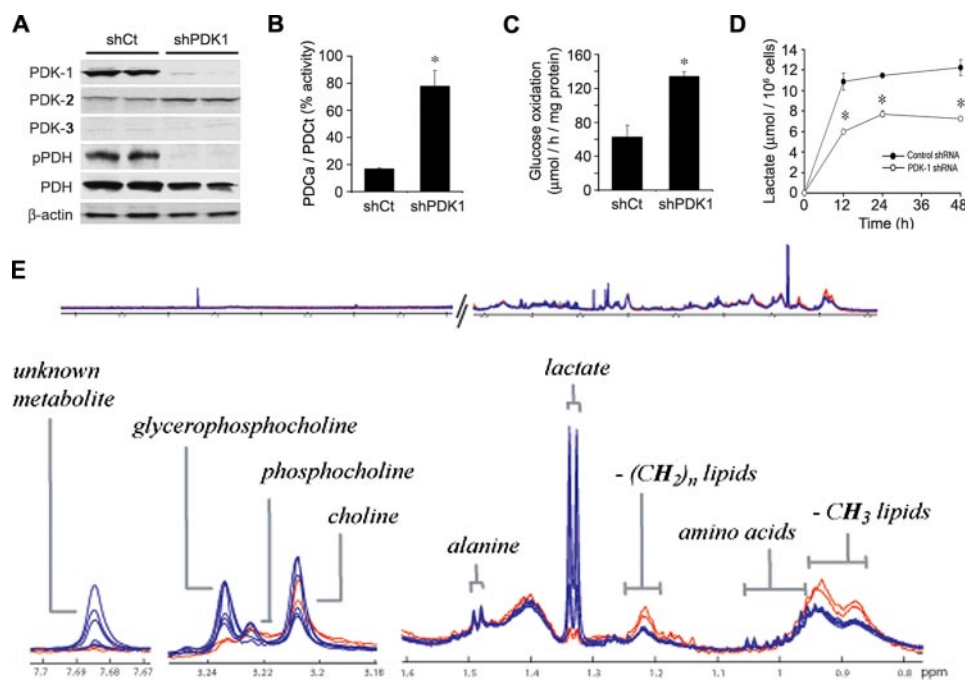 A
shCt shPDK1
PDK-1
PDK-2
PDK-3
pPDH
PDH
β-actin
B
PDCa / PDCt (% activity)
100
80
60
40
20
0
*
shCt shPDK1
C
Glucose oxidation
(μmol / h / mg protein)
160
120
80
40
0
*
shCt shPDK1
D
Lactate (μmol / 10⁶ cells)
14
12
10
8
6
4
2
0
* * *
Control shRNA
PDK-1 shRNA
0 12 24 36 48
Time (h)
E
unknown
metabolite
glycerophosphocholine
phosphocholine
choline
alanine
lactate
- (CH₂)ₙ lipids
amino acids
- CH₃ lipids
7.7 7.69 7.68 7.67
3.24 3.22 3.2 3.18
1.6 1.5 1.4 1.3 1.2 1.1 1 0.9 0.8 ppm